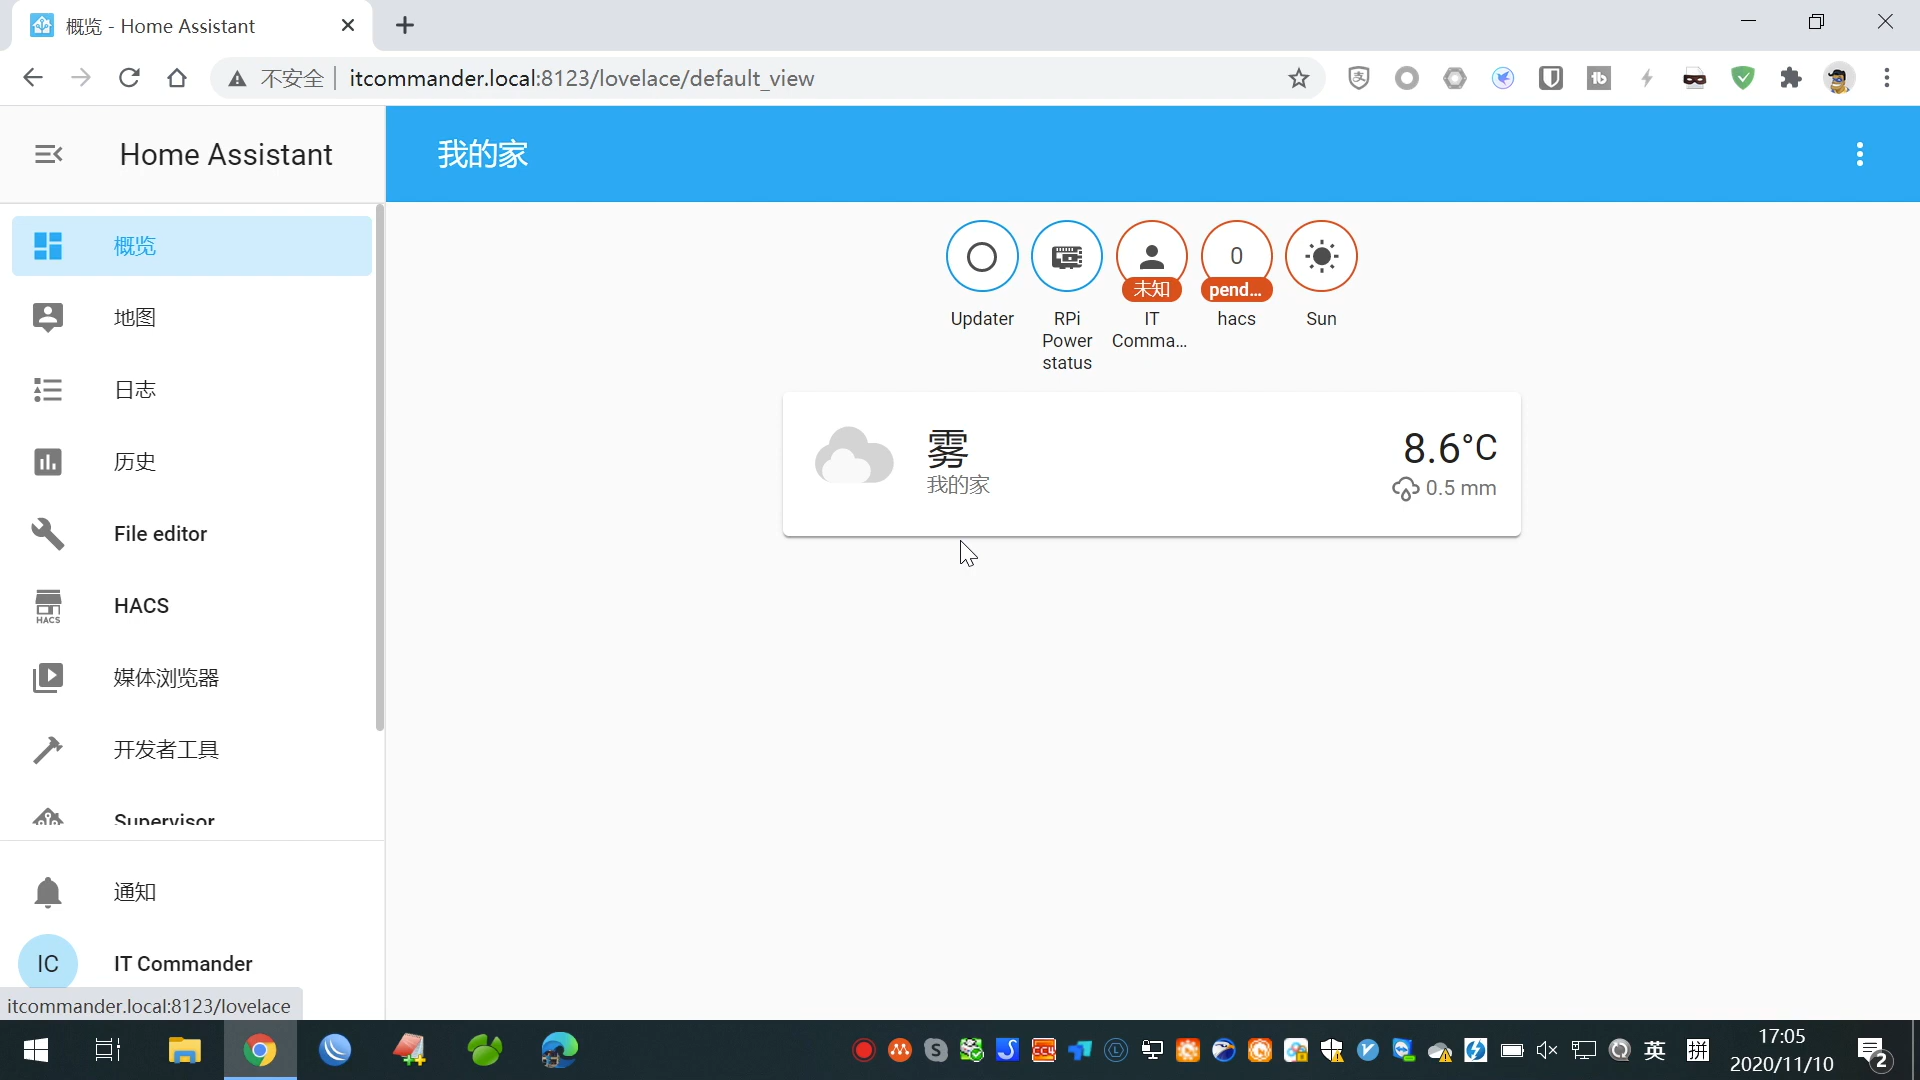 概览 - Home Assistant
不安全
itcommander.local:8123/lovelace/default_view
Home Assistant
我的家
概览
地图
日志
历史
File editor
HACS
HACS
媒体浏览器
开发者工具
Supervisor
通知
IC
IT Commander
itcommander.local:8123/lovelace
0
未知
pend...
Updater
RPi
Power
status
IT
Comma...
hacs
Sun
雾
我的家
8.6°C
0.5 mm
英
拼
17:05
2020/11/10
2